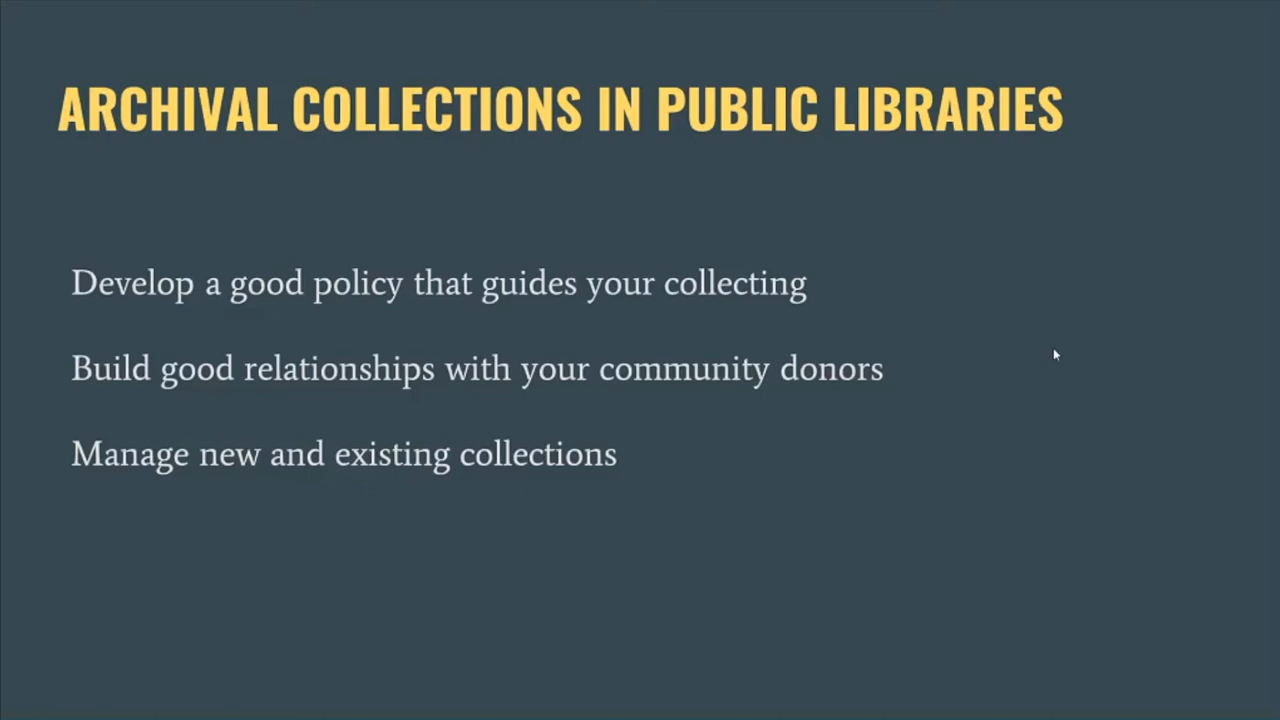 ARCHIVAL COLLECTIONS IN PUBLIC LIBRARIES
Develop a good policy that guides your collecting
Build good relationships with your community donors
Manage new and existing collections